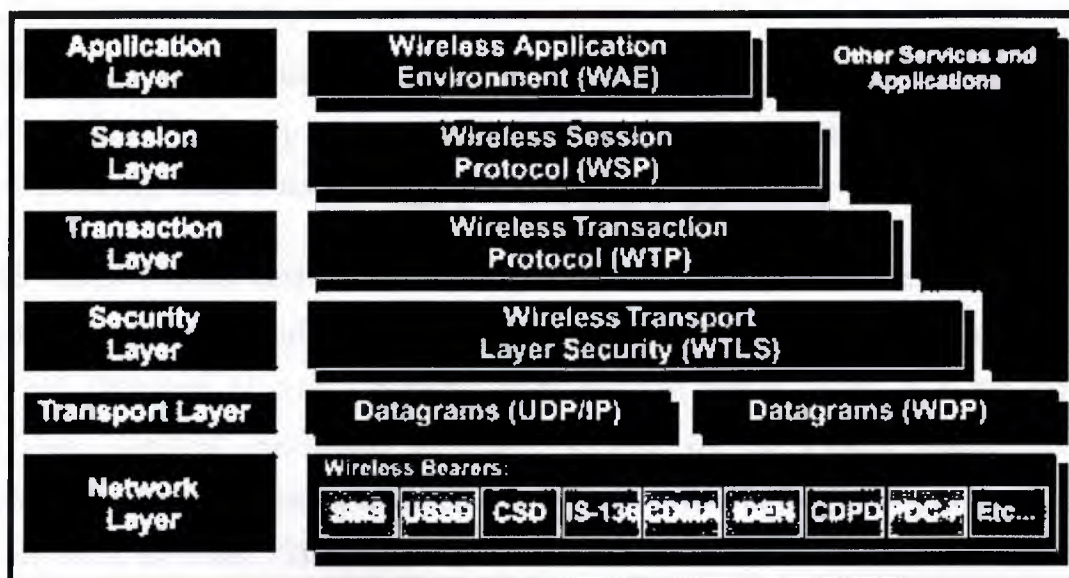 Application
Layer
Wireless Application
Environment (WAE)
Other Services and
Applications
Session
Layer
Wireless Session
Protocol (WSP)
Transaction
Layer
Wireless Transaction
Protocol (WTP)
Security
Layer
Wireless Transport
Layer Security (WTLS)
Transport Layer
Datagrams (UDP/IP)
Datagrams (WDP)
Network
Layer
Wireless Bearers:
SMS USSD CSD IS-136 CDMA IDEN CDPD PDC-P Etc...